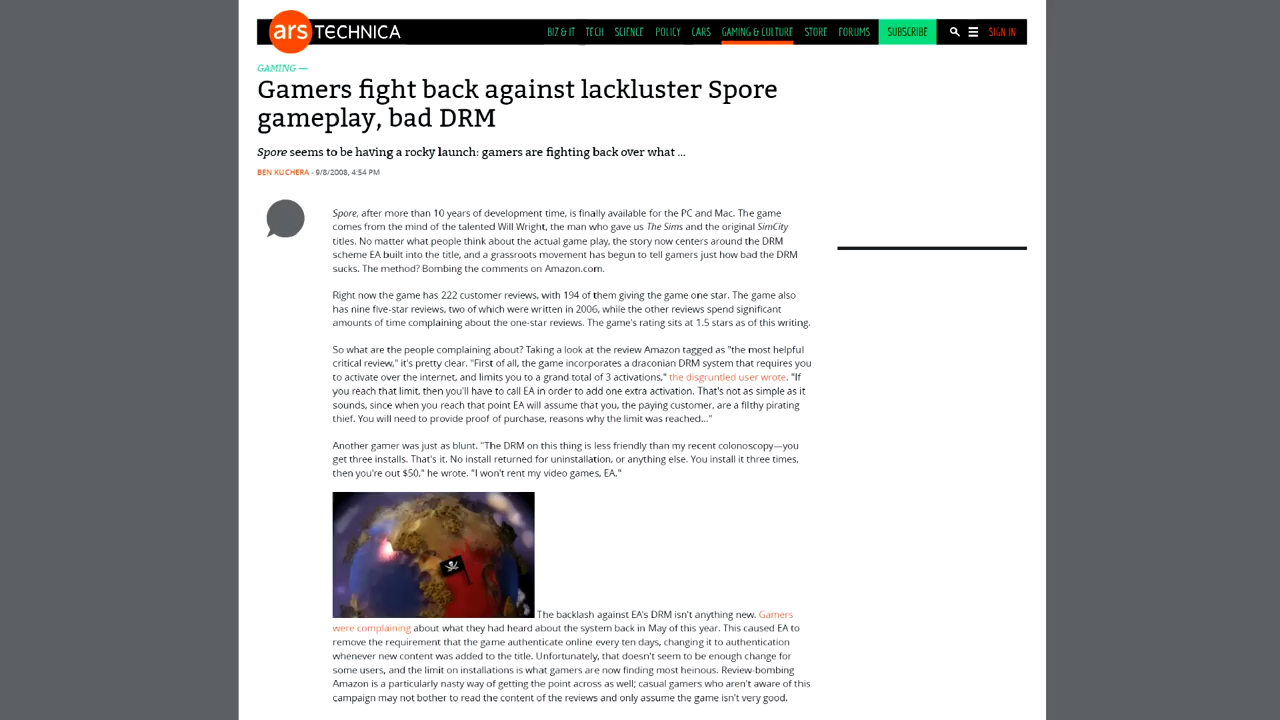 ars TECHNICA
BIZ & IT TECH SCIENCE POLICY CARS GAMING & CULTURE STORE FORUMS SUBSCRIBE SIGN IN
GAMING —
Gamers fight back against lackluster Spore
gameplay, bad DRM
Spore seems to be having a rocky launch: gamers are fighting back over what ...
BEN KUCHERA - 9/8/2008, 4:54 PM
Spore, after more than 10 years of development time, is finally available for the PC and Mac. The game
comes from the mind of the talented Will Wright, the man who gave us The Sims and the original SimCity
titles. No matter what people think about the actual game play, the story now centers around the DRM
scheme EA built into the title, and a grassroots movement has begun to tell gamers just how bad the DRM
sucks. The method? Bombing the comments on Amazon.com.
Right now the game has 222 customer reviews, with 194 of them giving the game one star. The game also
has nine five-star reviews, two of which were written in 2006, while the other reviews spend significant
amounts of time complaining about the one-star reviews. The game's rating sits at 1.5 stars as of this writing.
So what are the people complaining about? Taking a look at the review Amazon tagged as "the most helpful
critical review," it's pretty clear. "First of all, the game incorporates a draconian DRM system that requires you
to activate over the internet, and limits you to a grand total of 3 activations," the disgruntled user wrote. "If
you reach that limit, then you'll have to call EA in order to add one extra activation. That's not as simple as it
sounds, since when you reach that point EA will assume that you, the paying customer, are a filthy pirating
thief. You will need to provide proof of purchase, reasons why the limit was reached..."
Another gamer was just as blunt. "The DRM on this thing is less friendly than my recent colonoscopy—you
get three installs. That's it. No install returned for uninstallation, or anything else. You install it three times,
then you're out $50," he wrote. "I won't rent my video games, EA."
The backlash against EA's DRM isn't anything new. Gamers
were complaining about what they had heard about the system back in May of this year. This caused EA to
remove the requirement that the game authenticate online every ten days, changing it to authentication
whenever new content was added to the title. Unfortunately, that doesn't seem to be enough change for
some users, and the limit on installations is what gamers are now finding most heinous. Review-bombing
Amazon is a particularly nasty way of getting the point across as well; casual gamers who aren't aware of this
campaign may not bother to read the content of the reviews and only assume the game isn't very good.